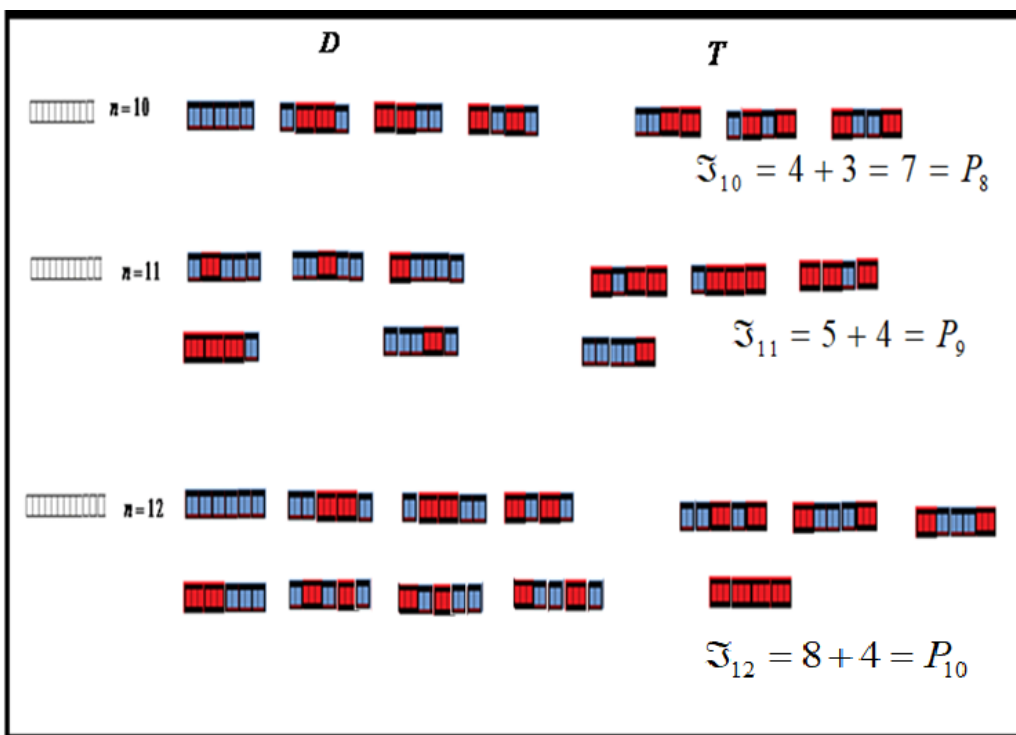 D T
n=10
ℑ₁₀ = 4 + 3 = 7 = P₈
n=11
ℑ₁₁ = 5 + 4 = P₉
n=12
ℑ₁₂ = 8 + 4 = P₁₀